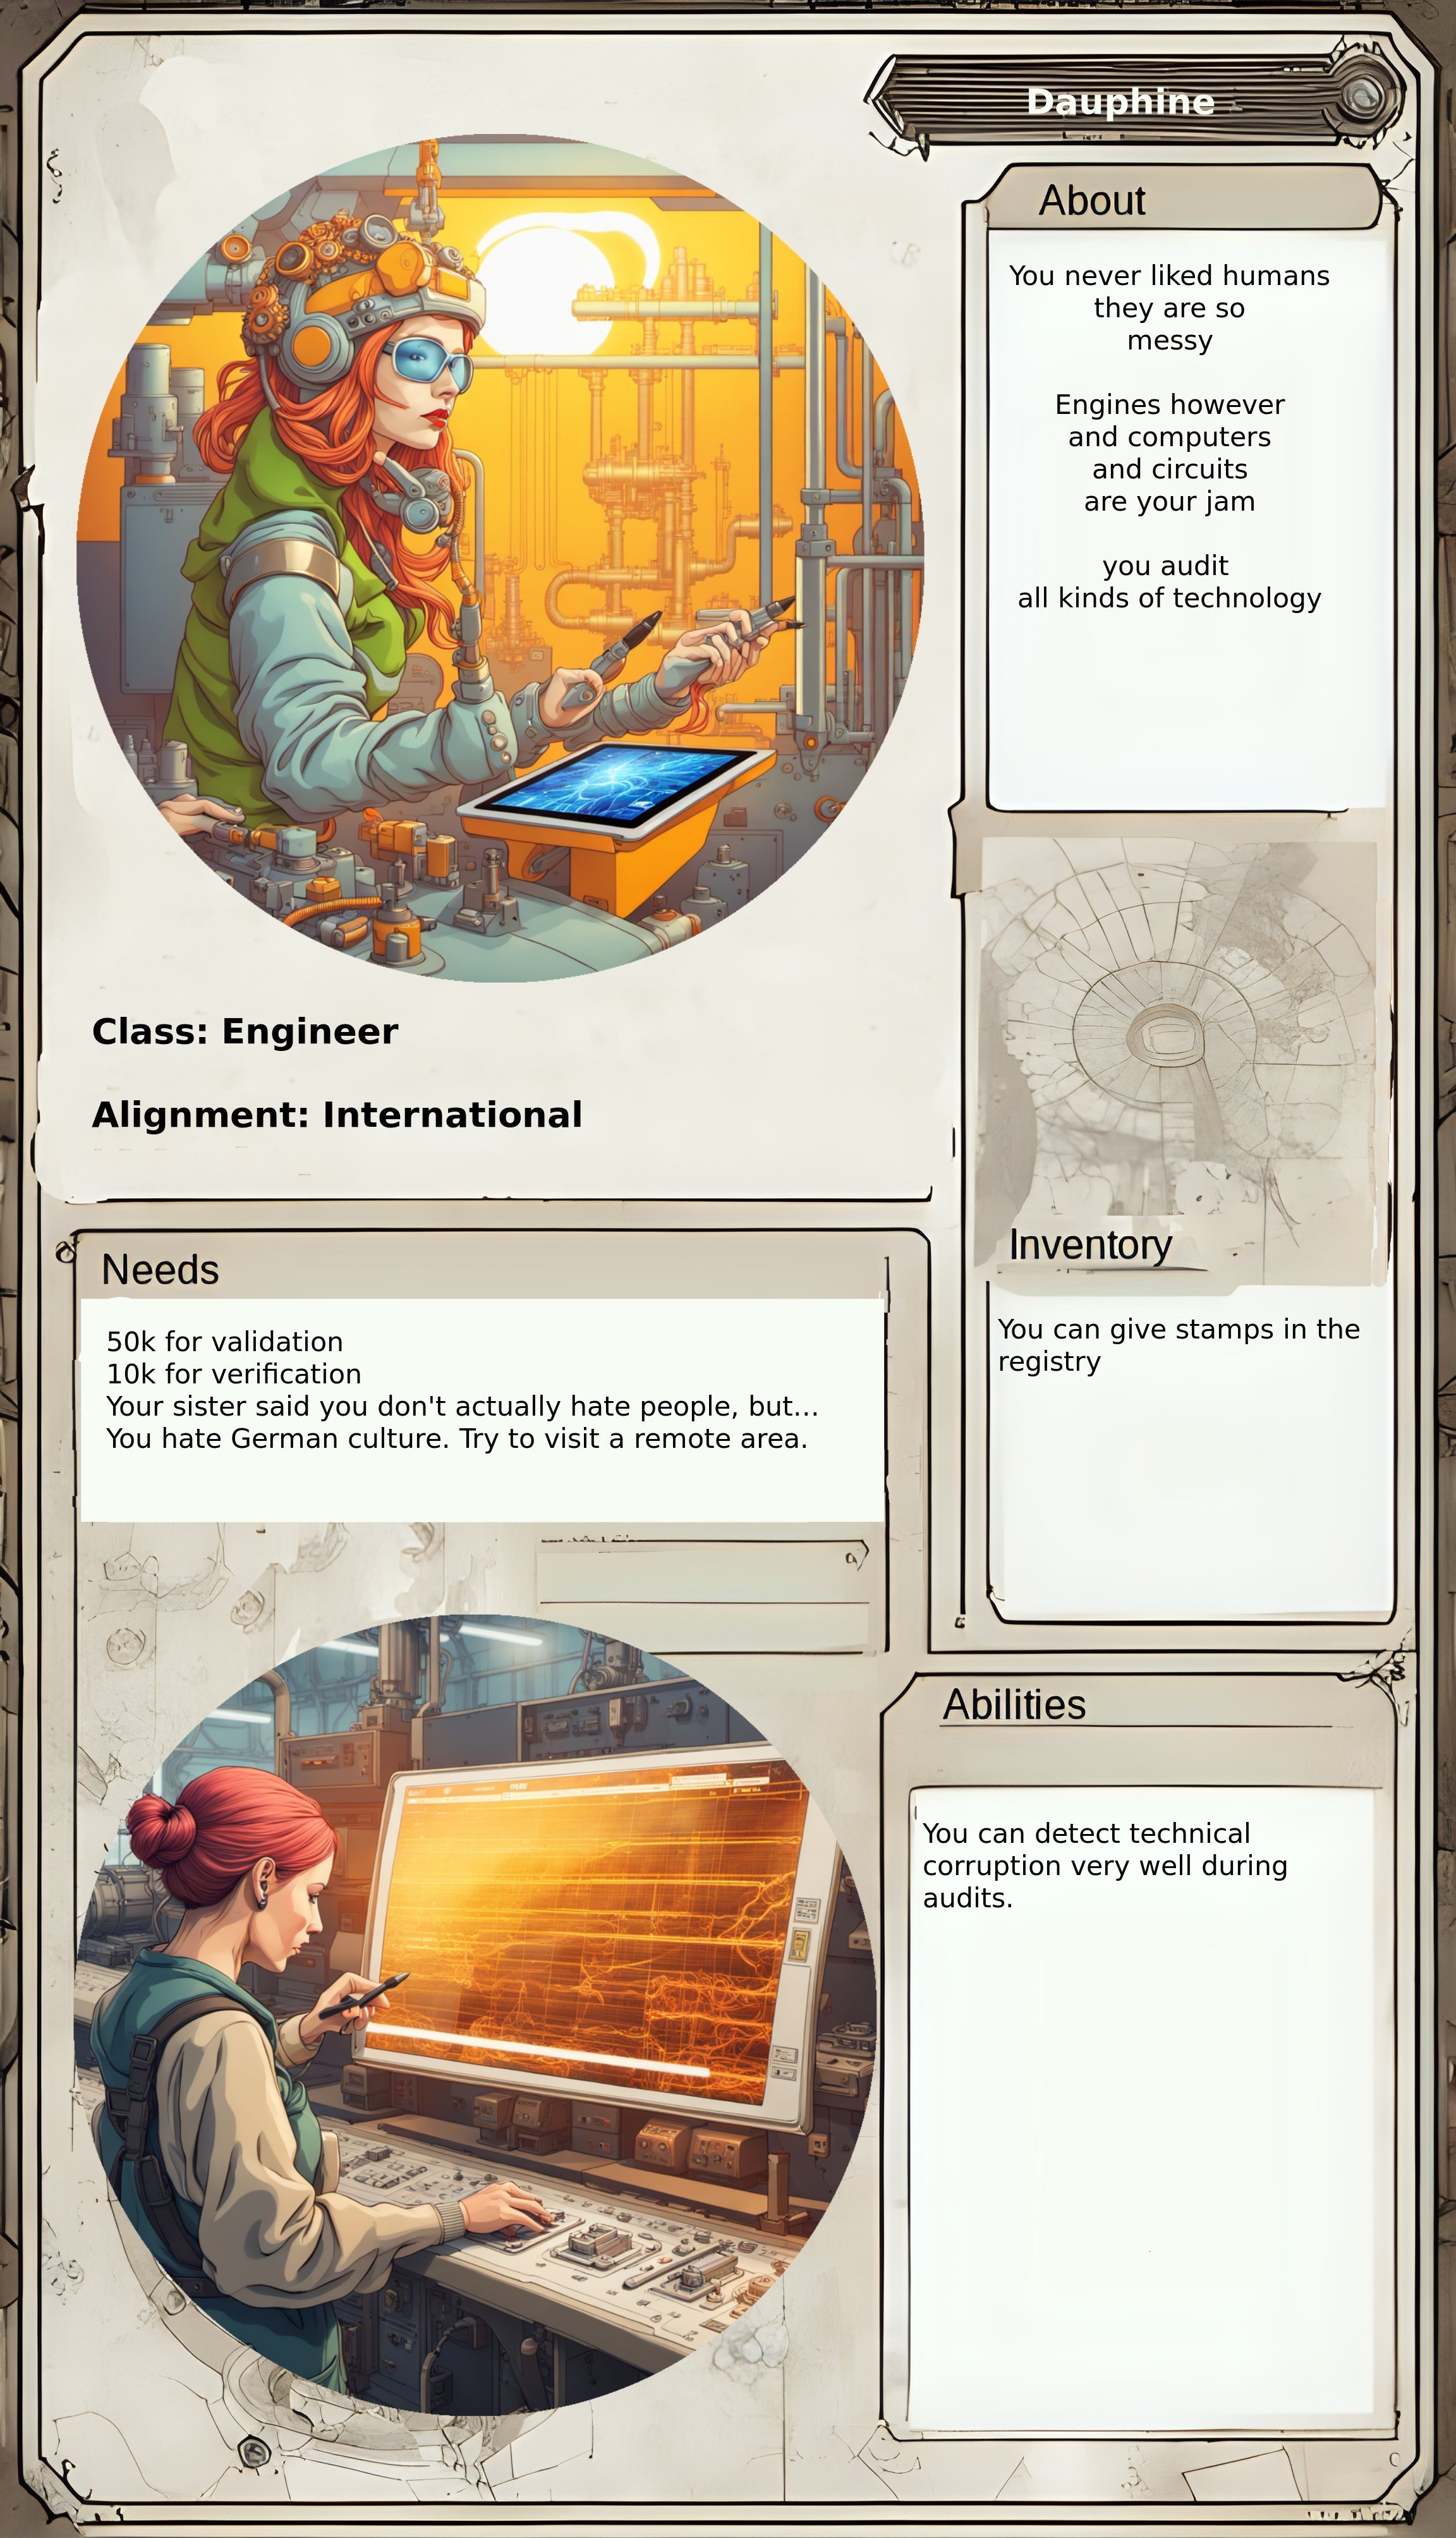 Dauphine
About
You never liked humans
they are so
messy
Engines however
and computers
and circuits
are your jam
you audit
all kinds of technology
Class: Engineer
Alignment: International
Inventory
You can give stamps in the
registry
Needs
50k for validation
10k for verification
Your sister said you don't actually hate people, but...
You hate German culture. Try to visit a remote area.
Abilities
You can detect technical
corruption very well during
audits.